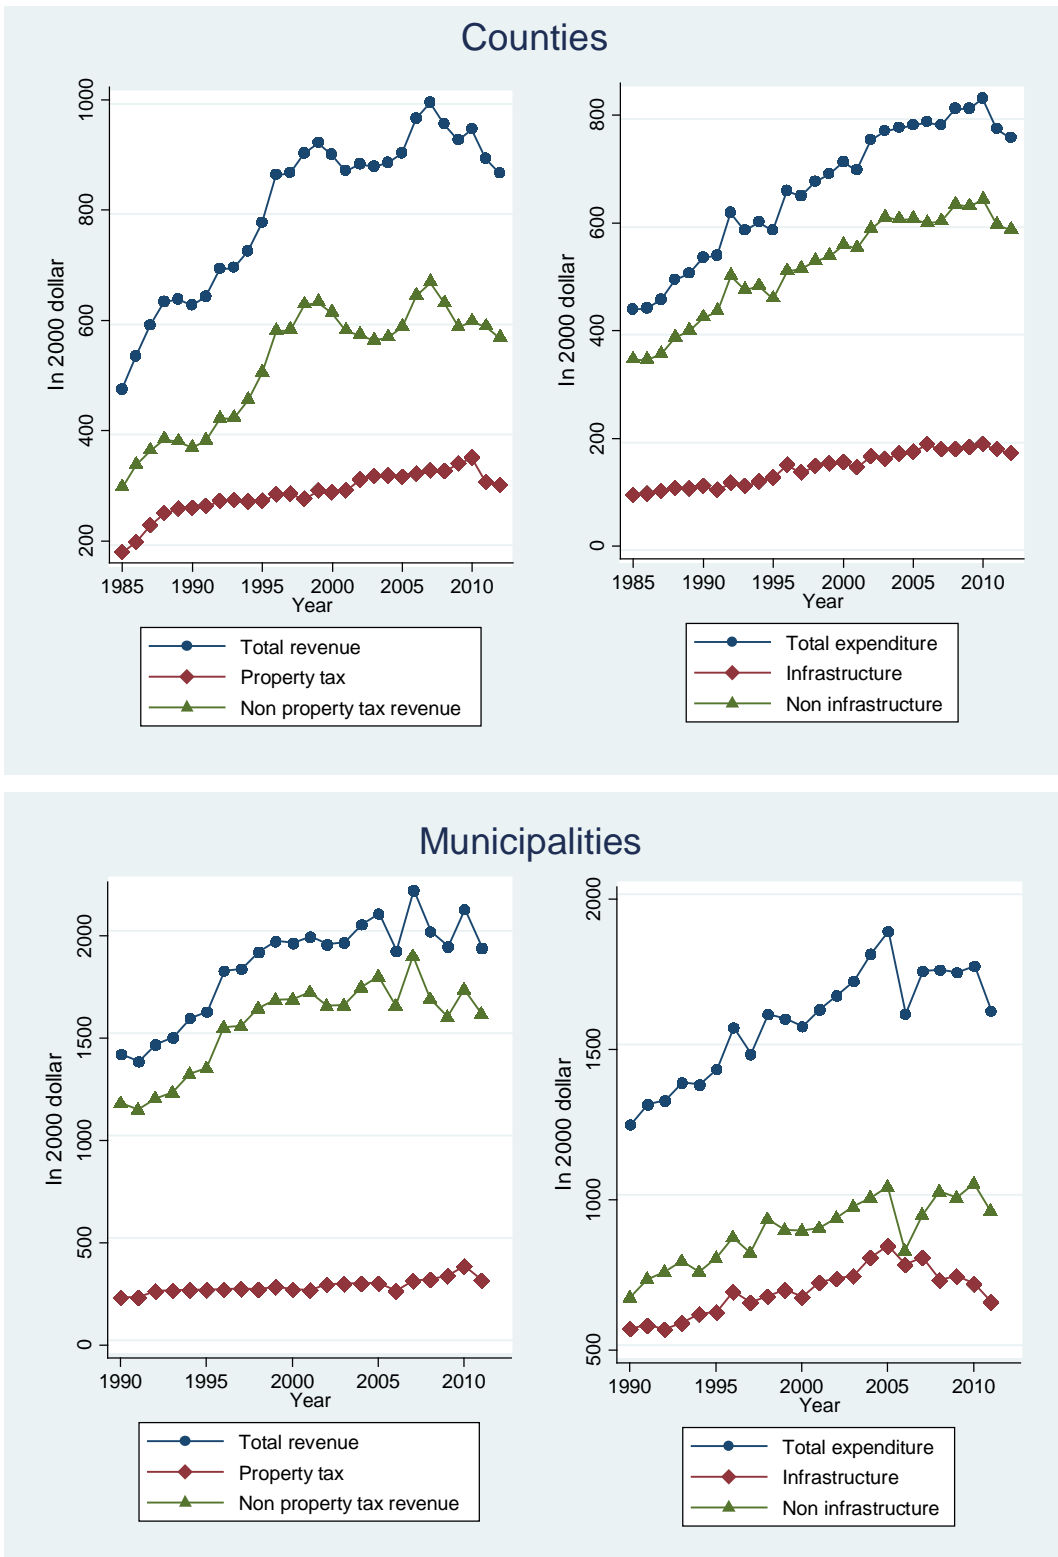 Counties
In 2000 dollar
200 400 600 800 1000
1985 1990 1995 2000 2005 2010
Year
Total revenue
Property tax
Non property tax revenue
In 2000 dollar
0 200 400 600 800
1985 1990 1995 2000 2005 2010
Year
Total expenditure
Infrastructure
Non infrastructure
Municipalities
In 2000 dollar
0 500 1000 1500 2000
1990 1995 2000 2005 2010
Year
Total revenue
Property tax
Non property tax revenue
In 2000 dollar
500 1000 1500 2000
1990 1995 2000 2005 2010
Year
Total expenditure
Infrastructure
Non infrastructure